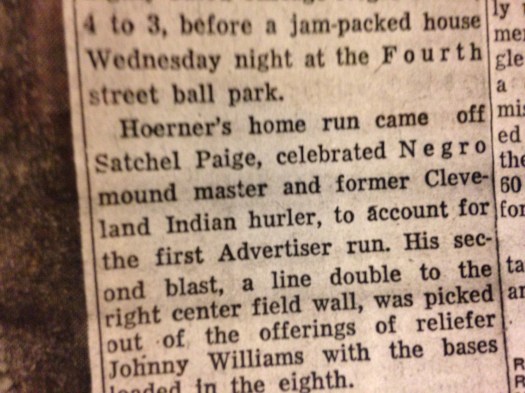 4 to 3, before a jam-packed house
Wednesday night at the Fourth
street ball park.
Hoerner's home run came off
Satchel Paige, celebrated Negro
mound master and former Cleve-
land Indian hurler, to account for
the first Advertiser run. His sec-
ond blast, a line double to the
right center field wall, was picked
out of the offerings of reliefer
Johnny Williams with the bases
loaded in the eighth.
ly
gle
a
ed
the
60
for